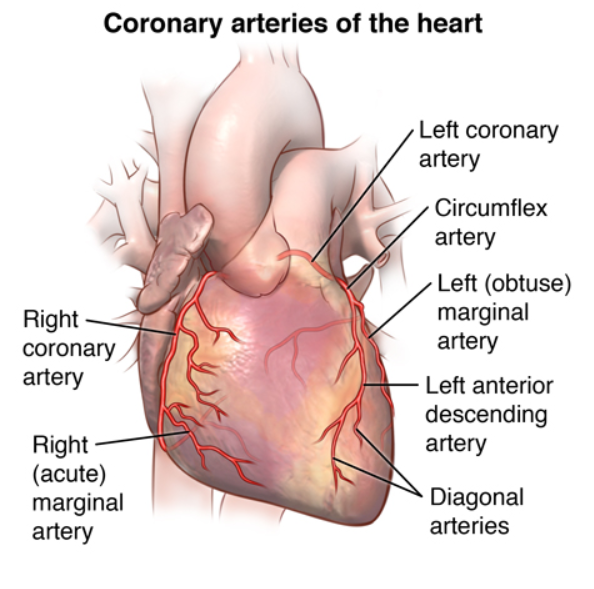 Coronary arteries of the heart
Left coronary
artery
Circumflex
artery
Left (obtuse)
marginal
artery
Left anterior
descending
artery
Diagonal
arteries
Right
coronary
artery
Right
(acute)
marginal
artery